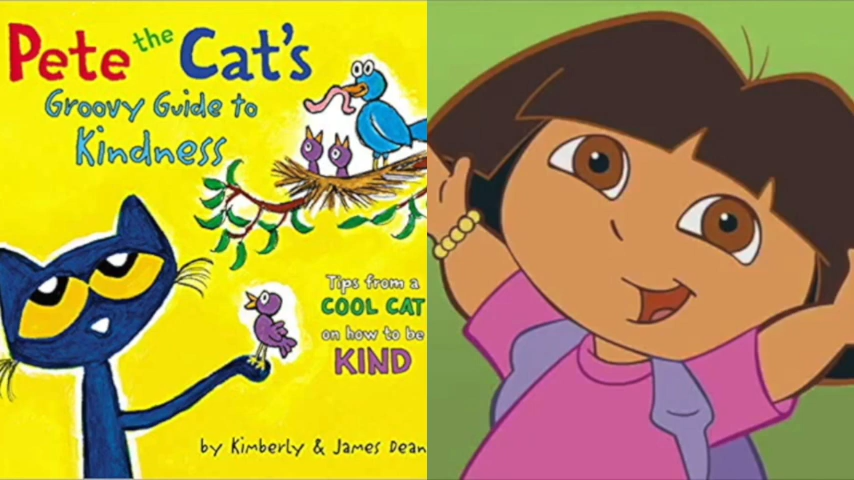 Pete the Cat's
Groovy Guide to
Kindness
Tips from a
COOL CAT
on how to be
KIND
by Kimberly & James Dean